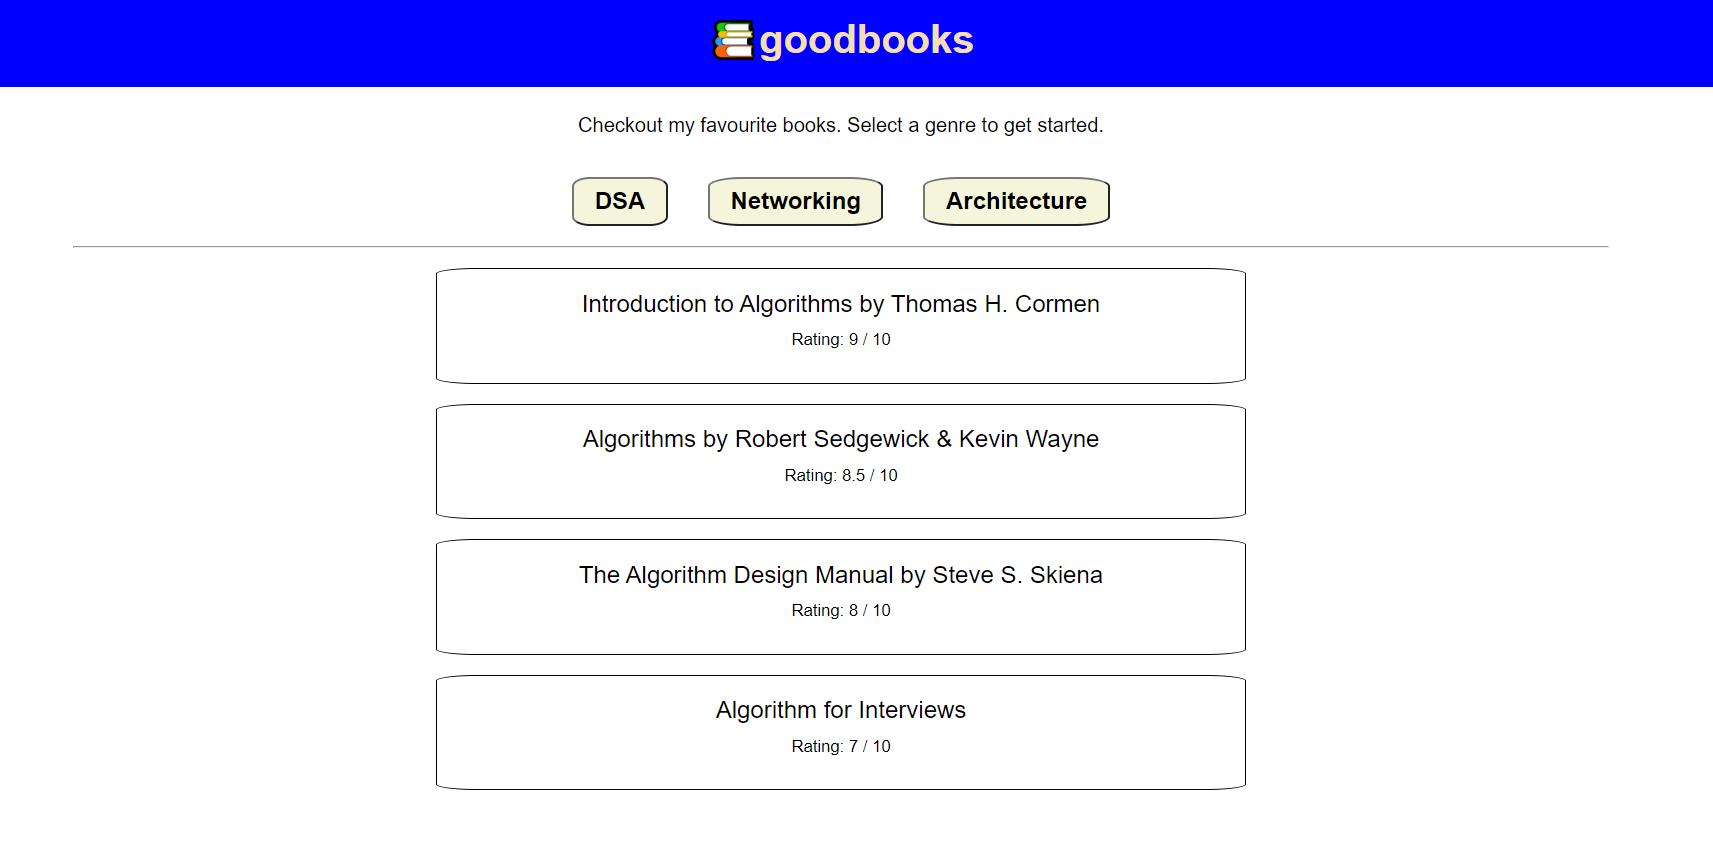 goodbooks
Checkout my favourite books. Select a genre to get started.
DSA Networking Architecture
Introduction to Algorithms by Thomas H. Cormen
Rating: 9 / 10
Algorithms by Robert Sedgewick & Kevin Wayne
Rating: 8.5 / 10
The Algorithm Design Manual by Steve S. Skiena
Rating: 8 / 10
Algorithm for Interviews
Rating: 7 / 10